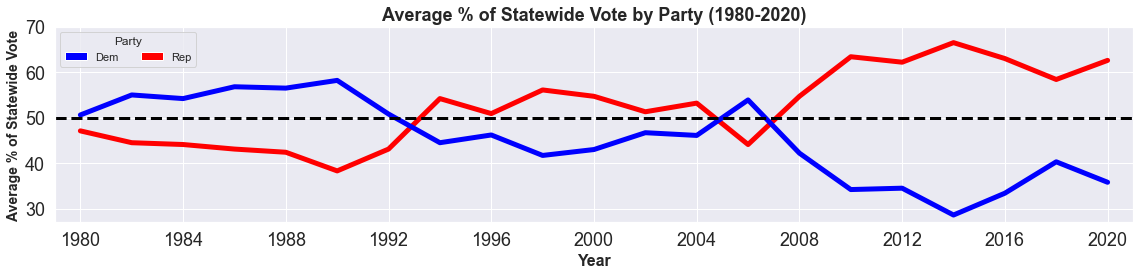 Average % of Statewide Vote by Party (1980-2020)
Average % of Statewide Vote
70
60
50
40
30
Party
Dem Rep
1980 1984 1988 1992 1996 2000 2004 2008 2012 2016 2020
Year